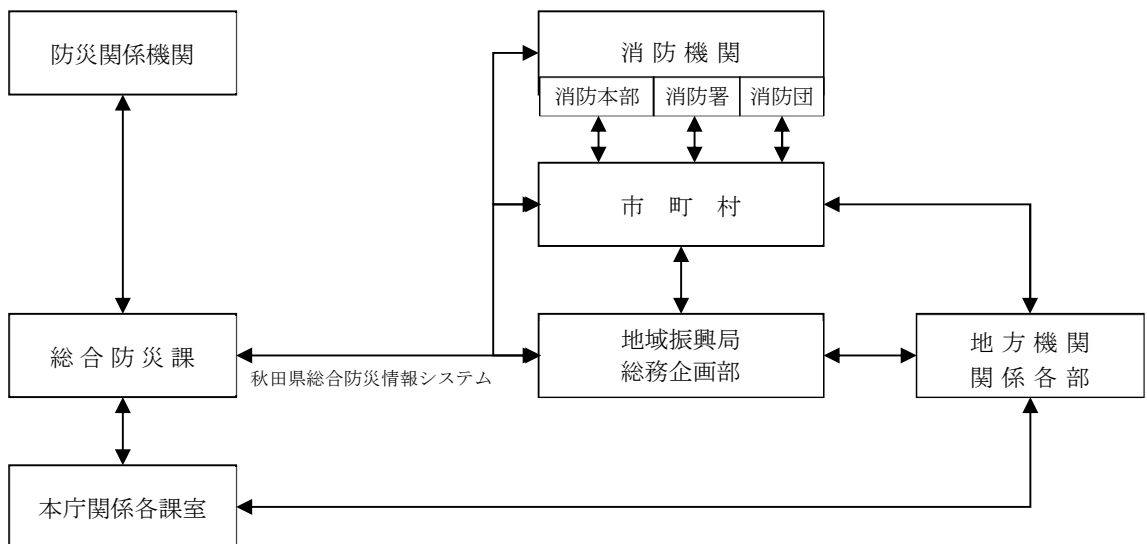 防災関係機関
消防機関
消防本部 消防署 消防団
市町村
総合防災課
秋田県総合防災情報システム
地域振興局
総務企画部
地方機関
関係各部
本庁関係各課室